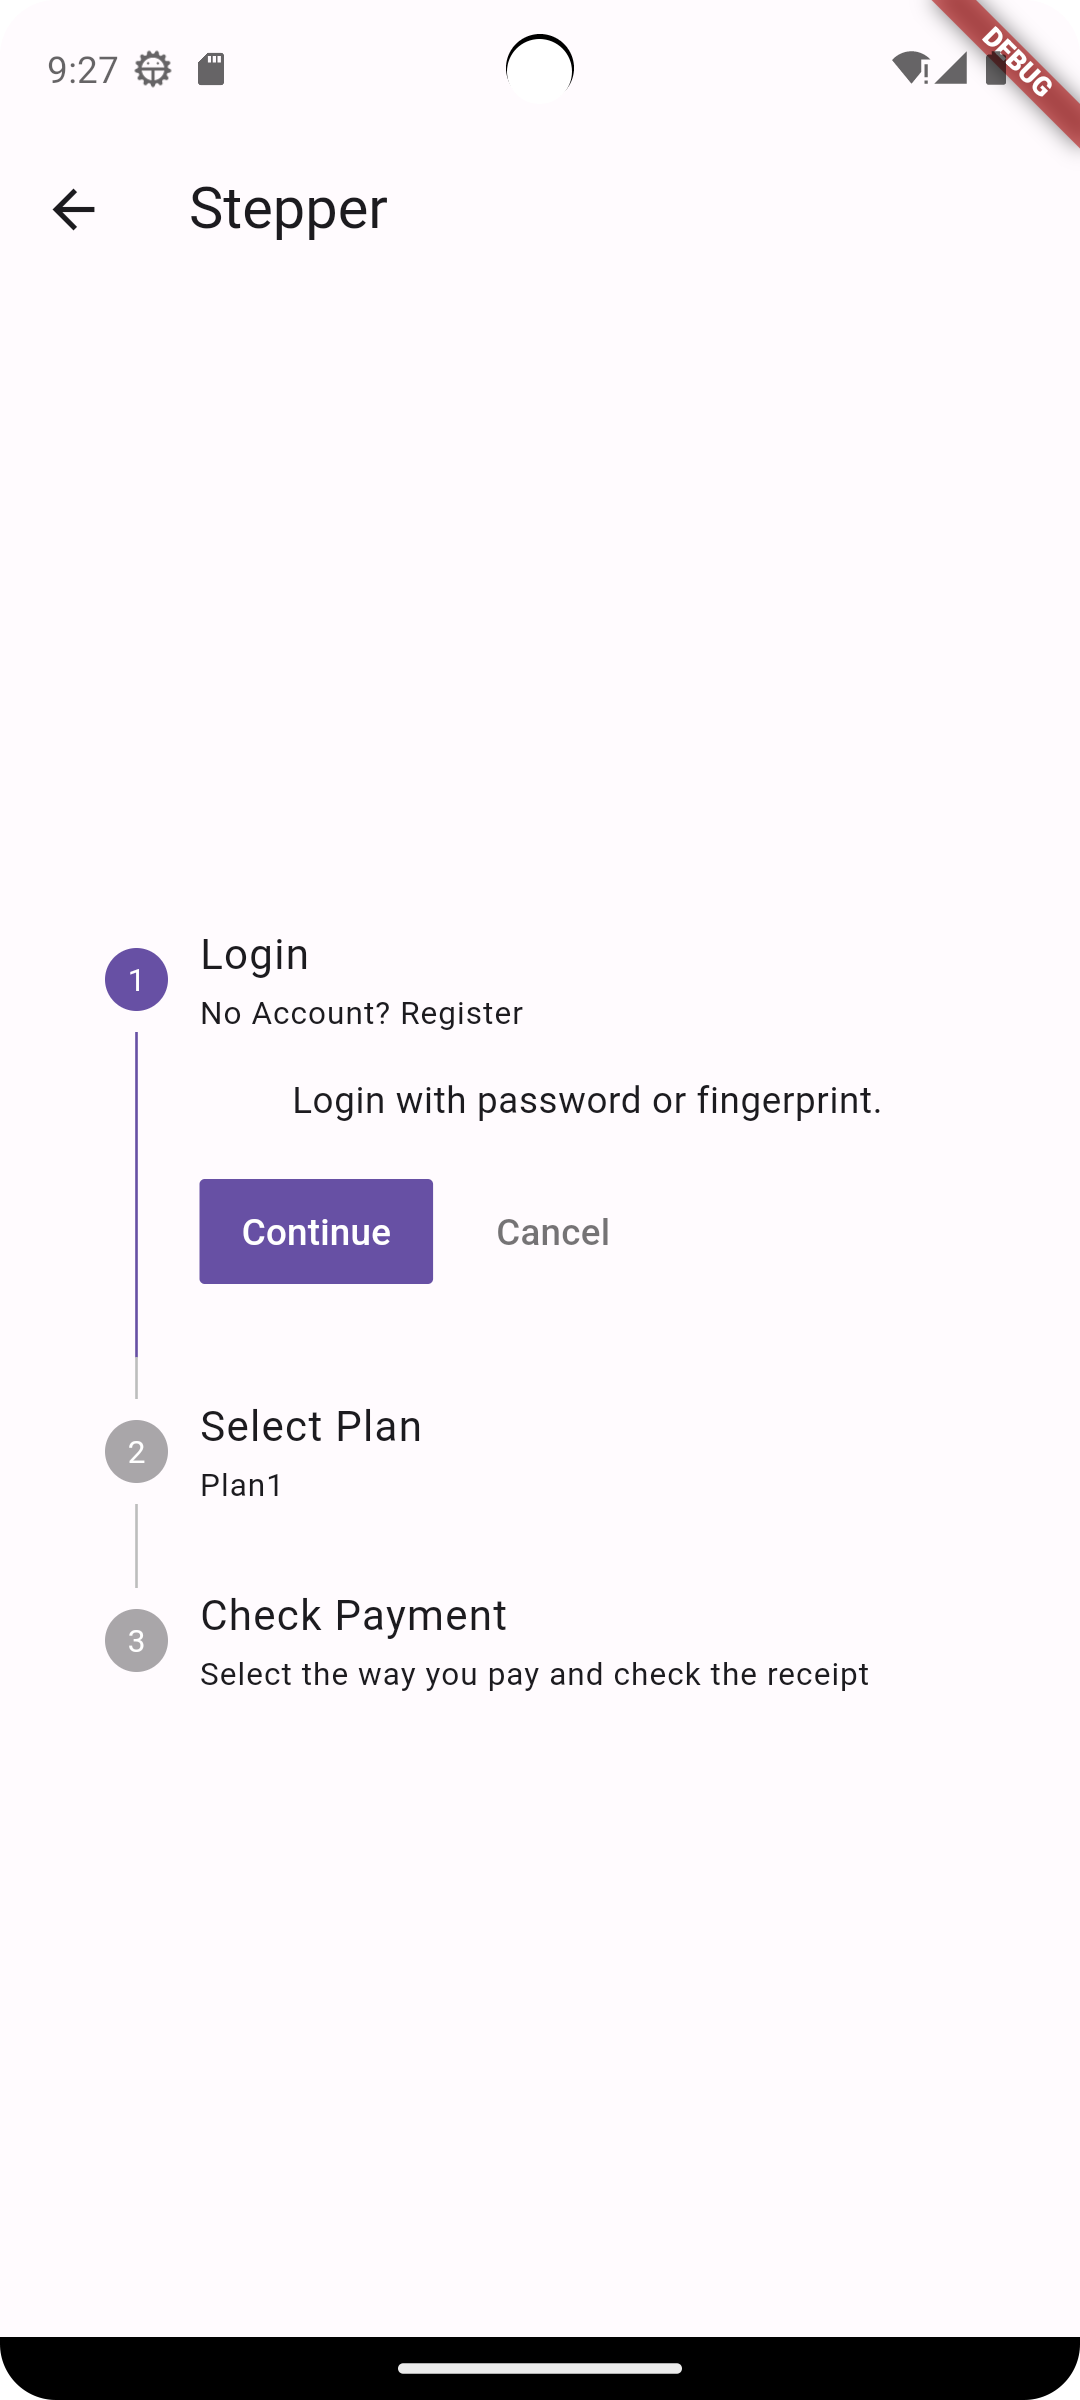 9:27
DEBUG
Stepper
1
Login
No Account? Register
Login with password or fingerprint.
Continue
Cancel
2
Select Plan
Plan1
3
Check Payment
Select the way you pay and check the receipt